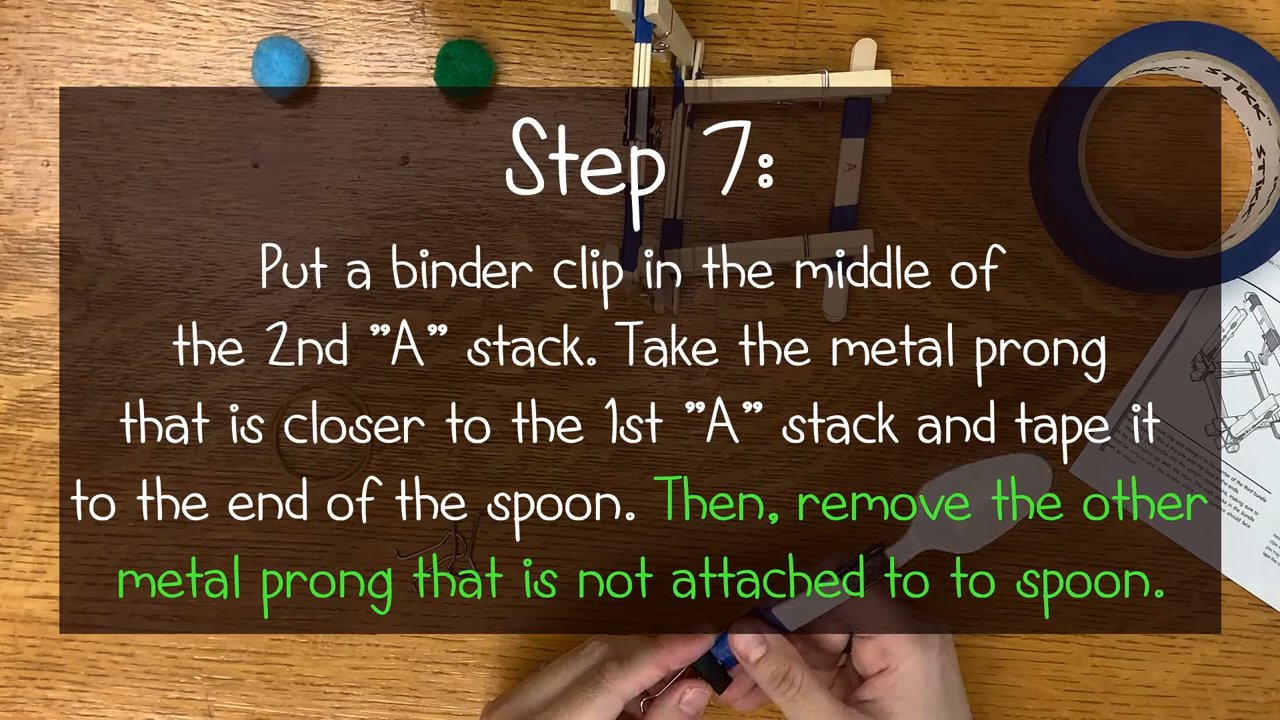 Step 7:
Put a binder clip in the middle of
the 2nd ”A” stack. Take the metal prong
that is closer to the 1st ”A” stack and tape it
to the end of the spoon. Then, remove the other
metal prong that is not attached to to spoon.
STIKK™
STIKK
A